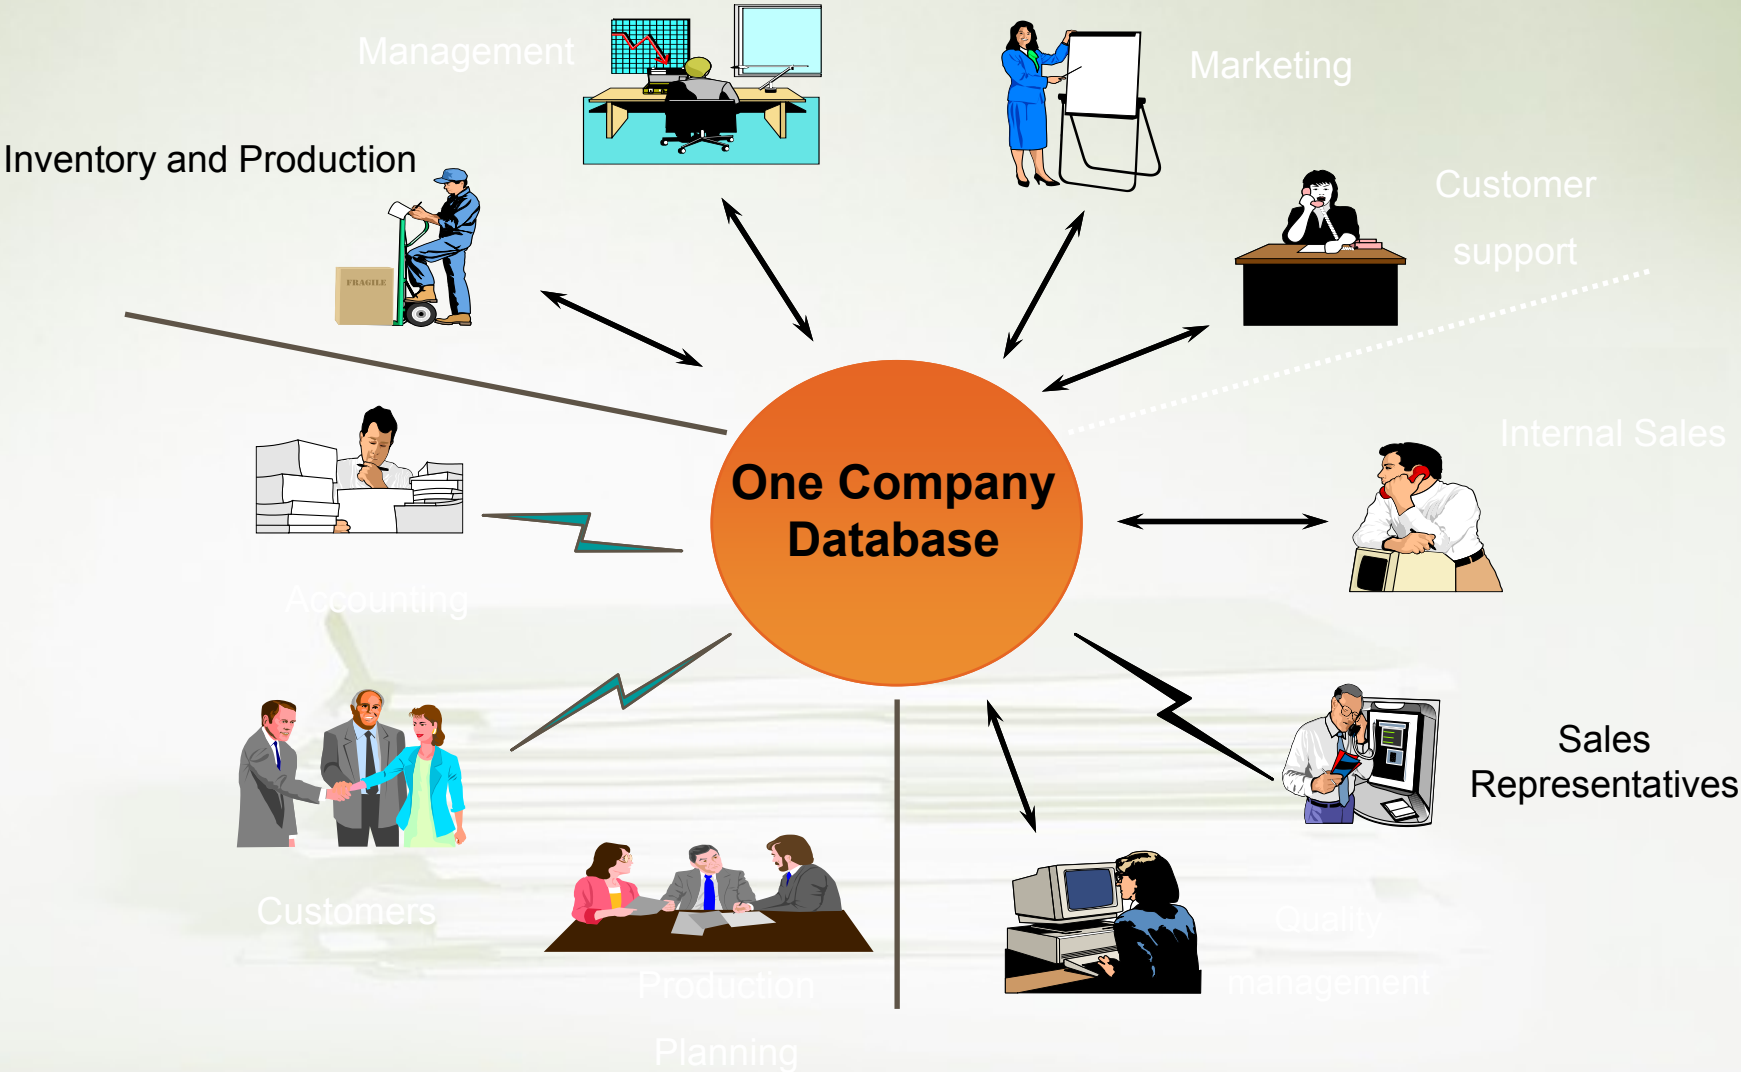 Management
Marketing
Inventory and Production
Customer
support
FRAGILE
Internal Sales
One Company
Database
Accounting
Sales
Representatives
Customers
Quality
management
Production
Planning